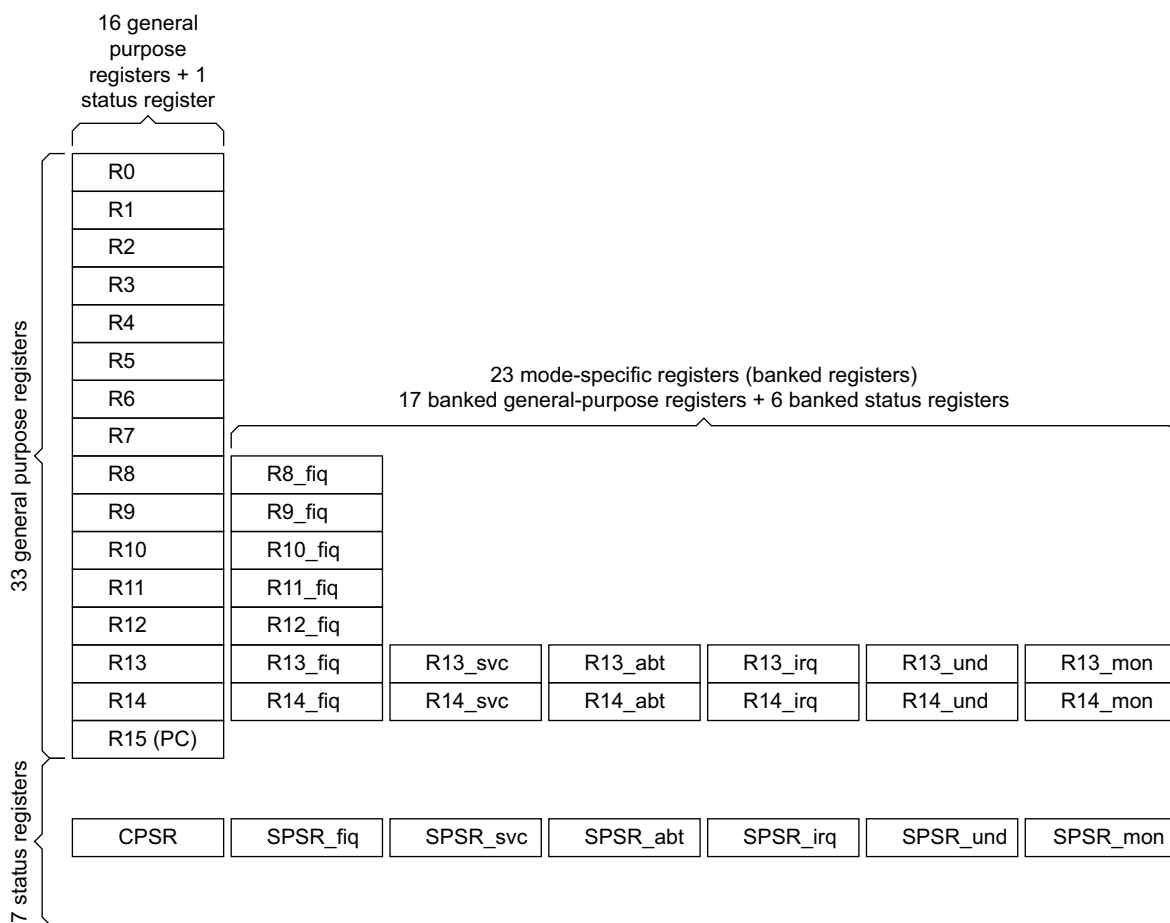 16 general
purpose
registers + 1
status register
33 general purpose registers
R0
R1
R2
R3
R4
R5
R6
R7
23 mode-specific registers (banked registers)
17 banked general-purpose registers + 6 banked status registers
R8 R8_fiq
R9 R9_fiq
R10 R10_fiq
R11 R11_fiq
R12 R12_fiq
R13 R13_fiq R13_svc R13_abt R13_irq R13_und R13_mon
R14 R14_fiq R14_svc R14_abt R14_irq R14_und R14_mon
R15 (PC)
7 status registers
CPSR SPSR_fiq SPSR_svc SPSR_abt SPSR_irq SPSR_und SPSR_mon